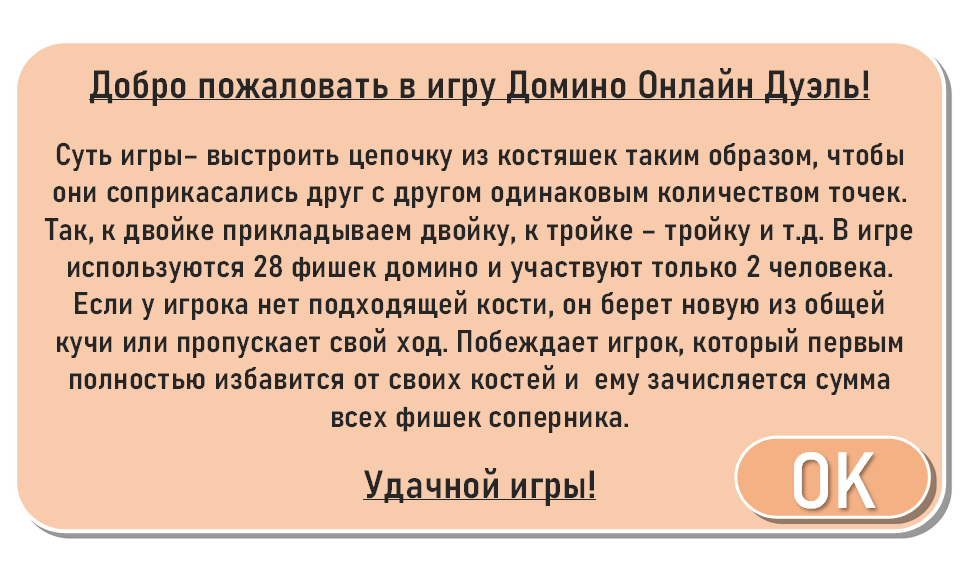 Добро пожаловать в игру Домино Онлайн Дуэль!
Суть игры– выстроить цепочку из костяшек таким образом, чтобы
они соприкасались друг с другом одинаковым количеством точек.
Так, к двойке прикладываем двойку, к тройке – тройку и т.д. В игре
используются 28 фишек домино и участвуют только 2 человека.
Если у игрока нет подходящей кости, он берет новую из общей
кучи или пропускает свой ход. Побеждает игрок, который первым
полностью избавится от своих костей и  ему зачисляется сумма
всех фишек соперника.
Удачной игры!
OK